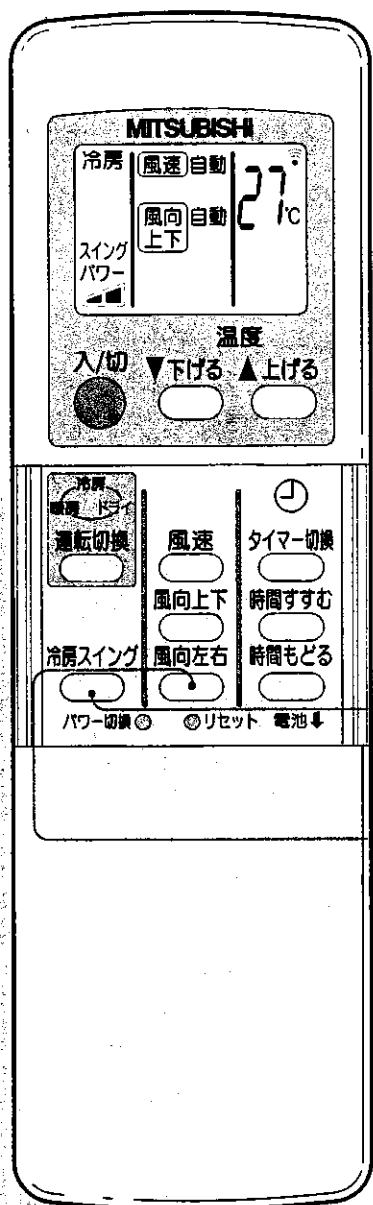 MITSUBISHI
冷房 風速 自動 27℃
風向上下 自動
スイング
パワー
温度
入/切 ▼下げる ▲上げる
冷房
暖房 ドライ
運転切換 風速 タイマー切換
風向上下 時間すすむ
冷房スイング 風向左右 時間もどる
パワー切換 リセット 電池⬇